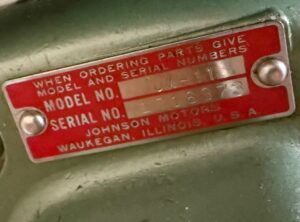 WHEN ORDERING PARTS GIVE
MODEL AND SERIAL NUMBERS
MODEL NO.
SERIAL NO.
JOHNSON MOTORS
WAUKEGAN, ILLINOIS, U.S.A